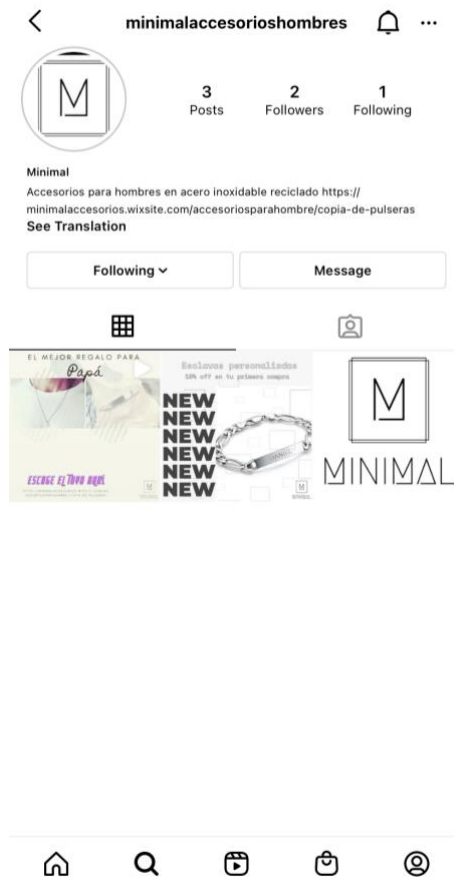 minimalaccesorioshombres
M
3
2
1
Posts
Followers
Following
Minimal
Accesorios para hombres en acero inoxidable reciclado https://
minimalaccesorios.wixsite.com/accesoriosparahombre/copia-de-pulseras
See Translation
Following
Message
EL MEJOR REGALO PARA
Papá
ESCOGE EL TUYO AQUÍ
M
Esclavas personalizadas
10% off en tu primera compra
NEW
NEW
NEW
NEW
NEW
NEW
M
M
MINIMAL